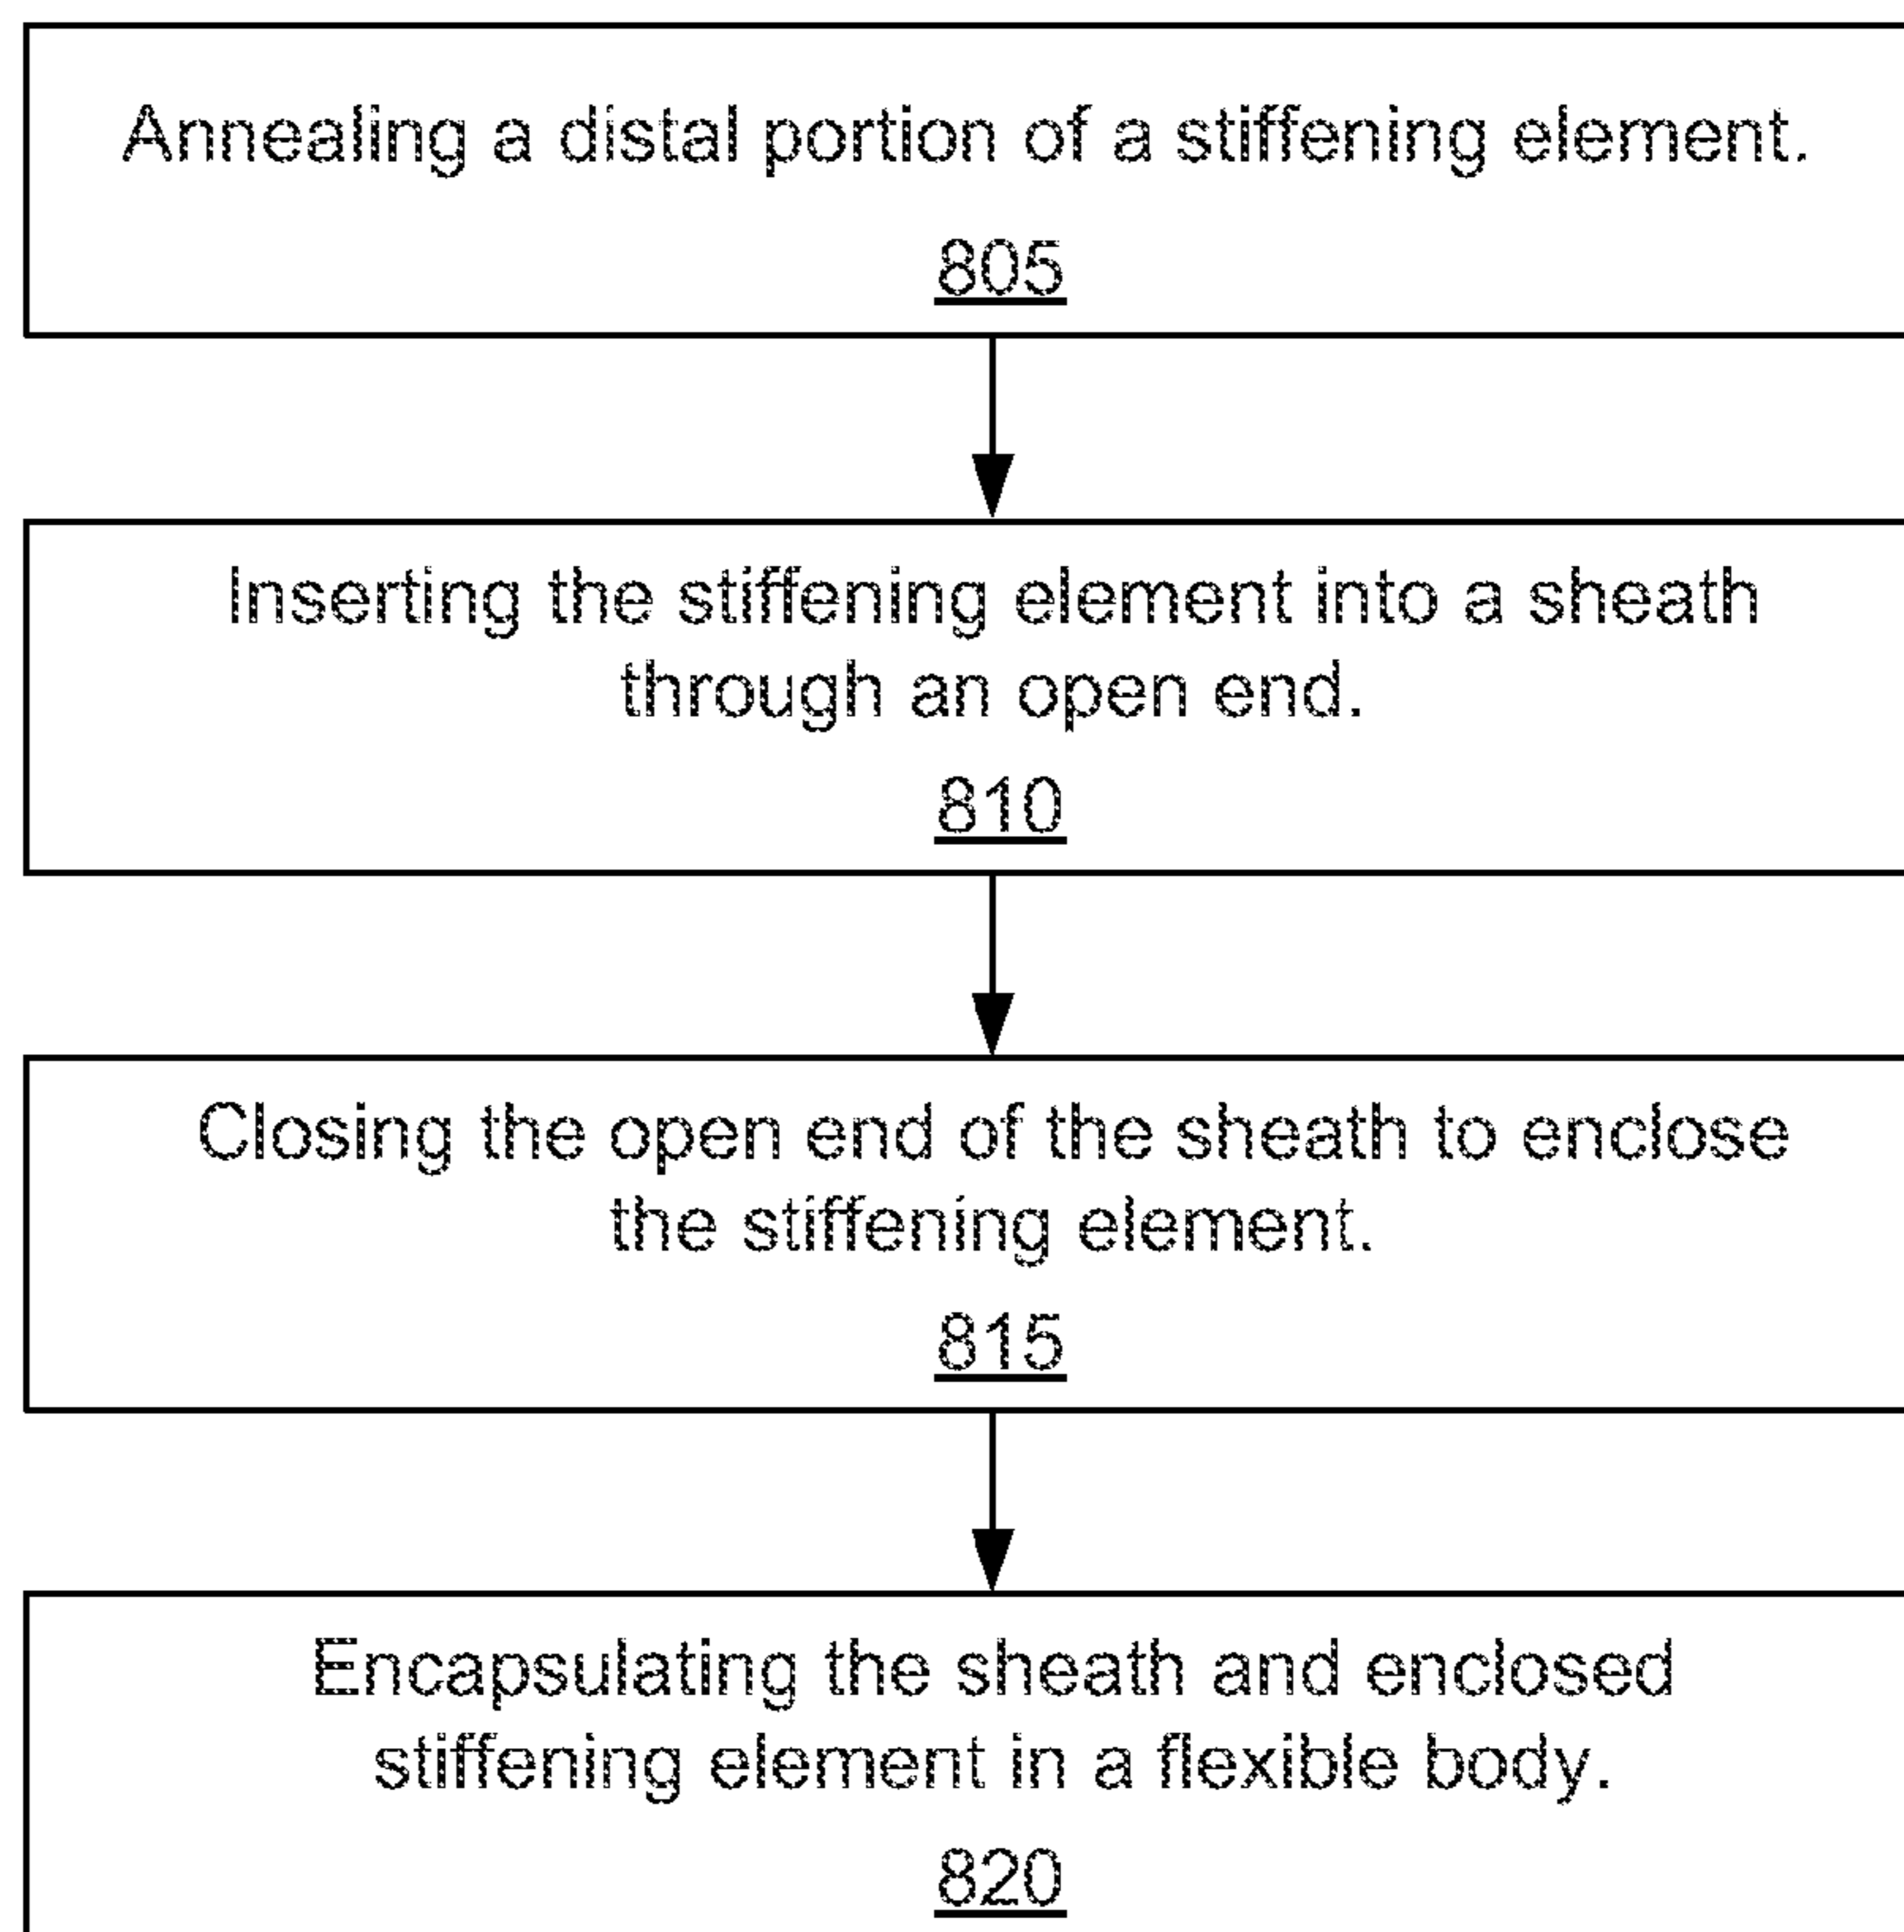 Annealing a distal portion of a stiffening element.
805
Inserting the stiffening element into a sheath
through an open end.
810
Closing the open end of the sheath to enclose
the stiffening element.
815
Encapsulating the sheath and enclosed
stiffening element in a flexible body.
820